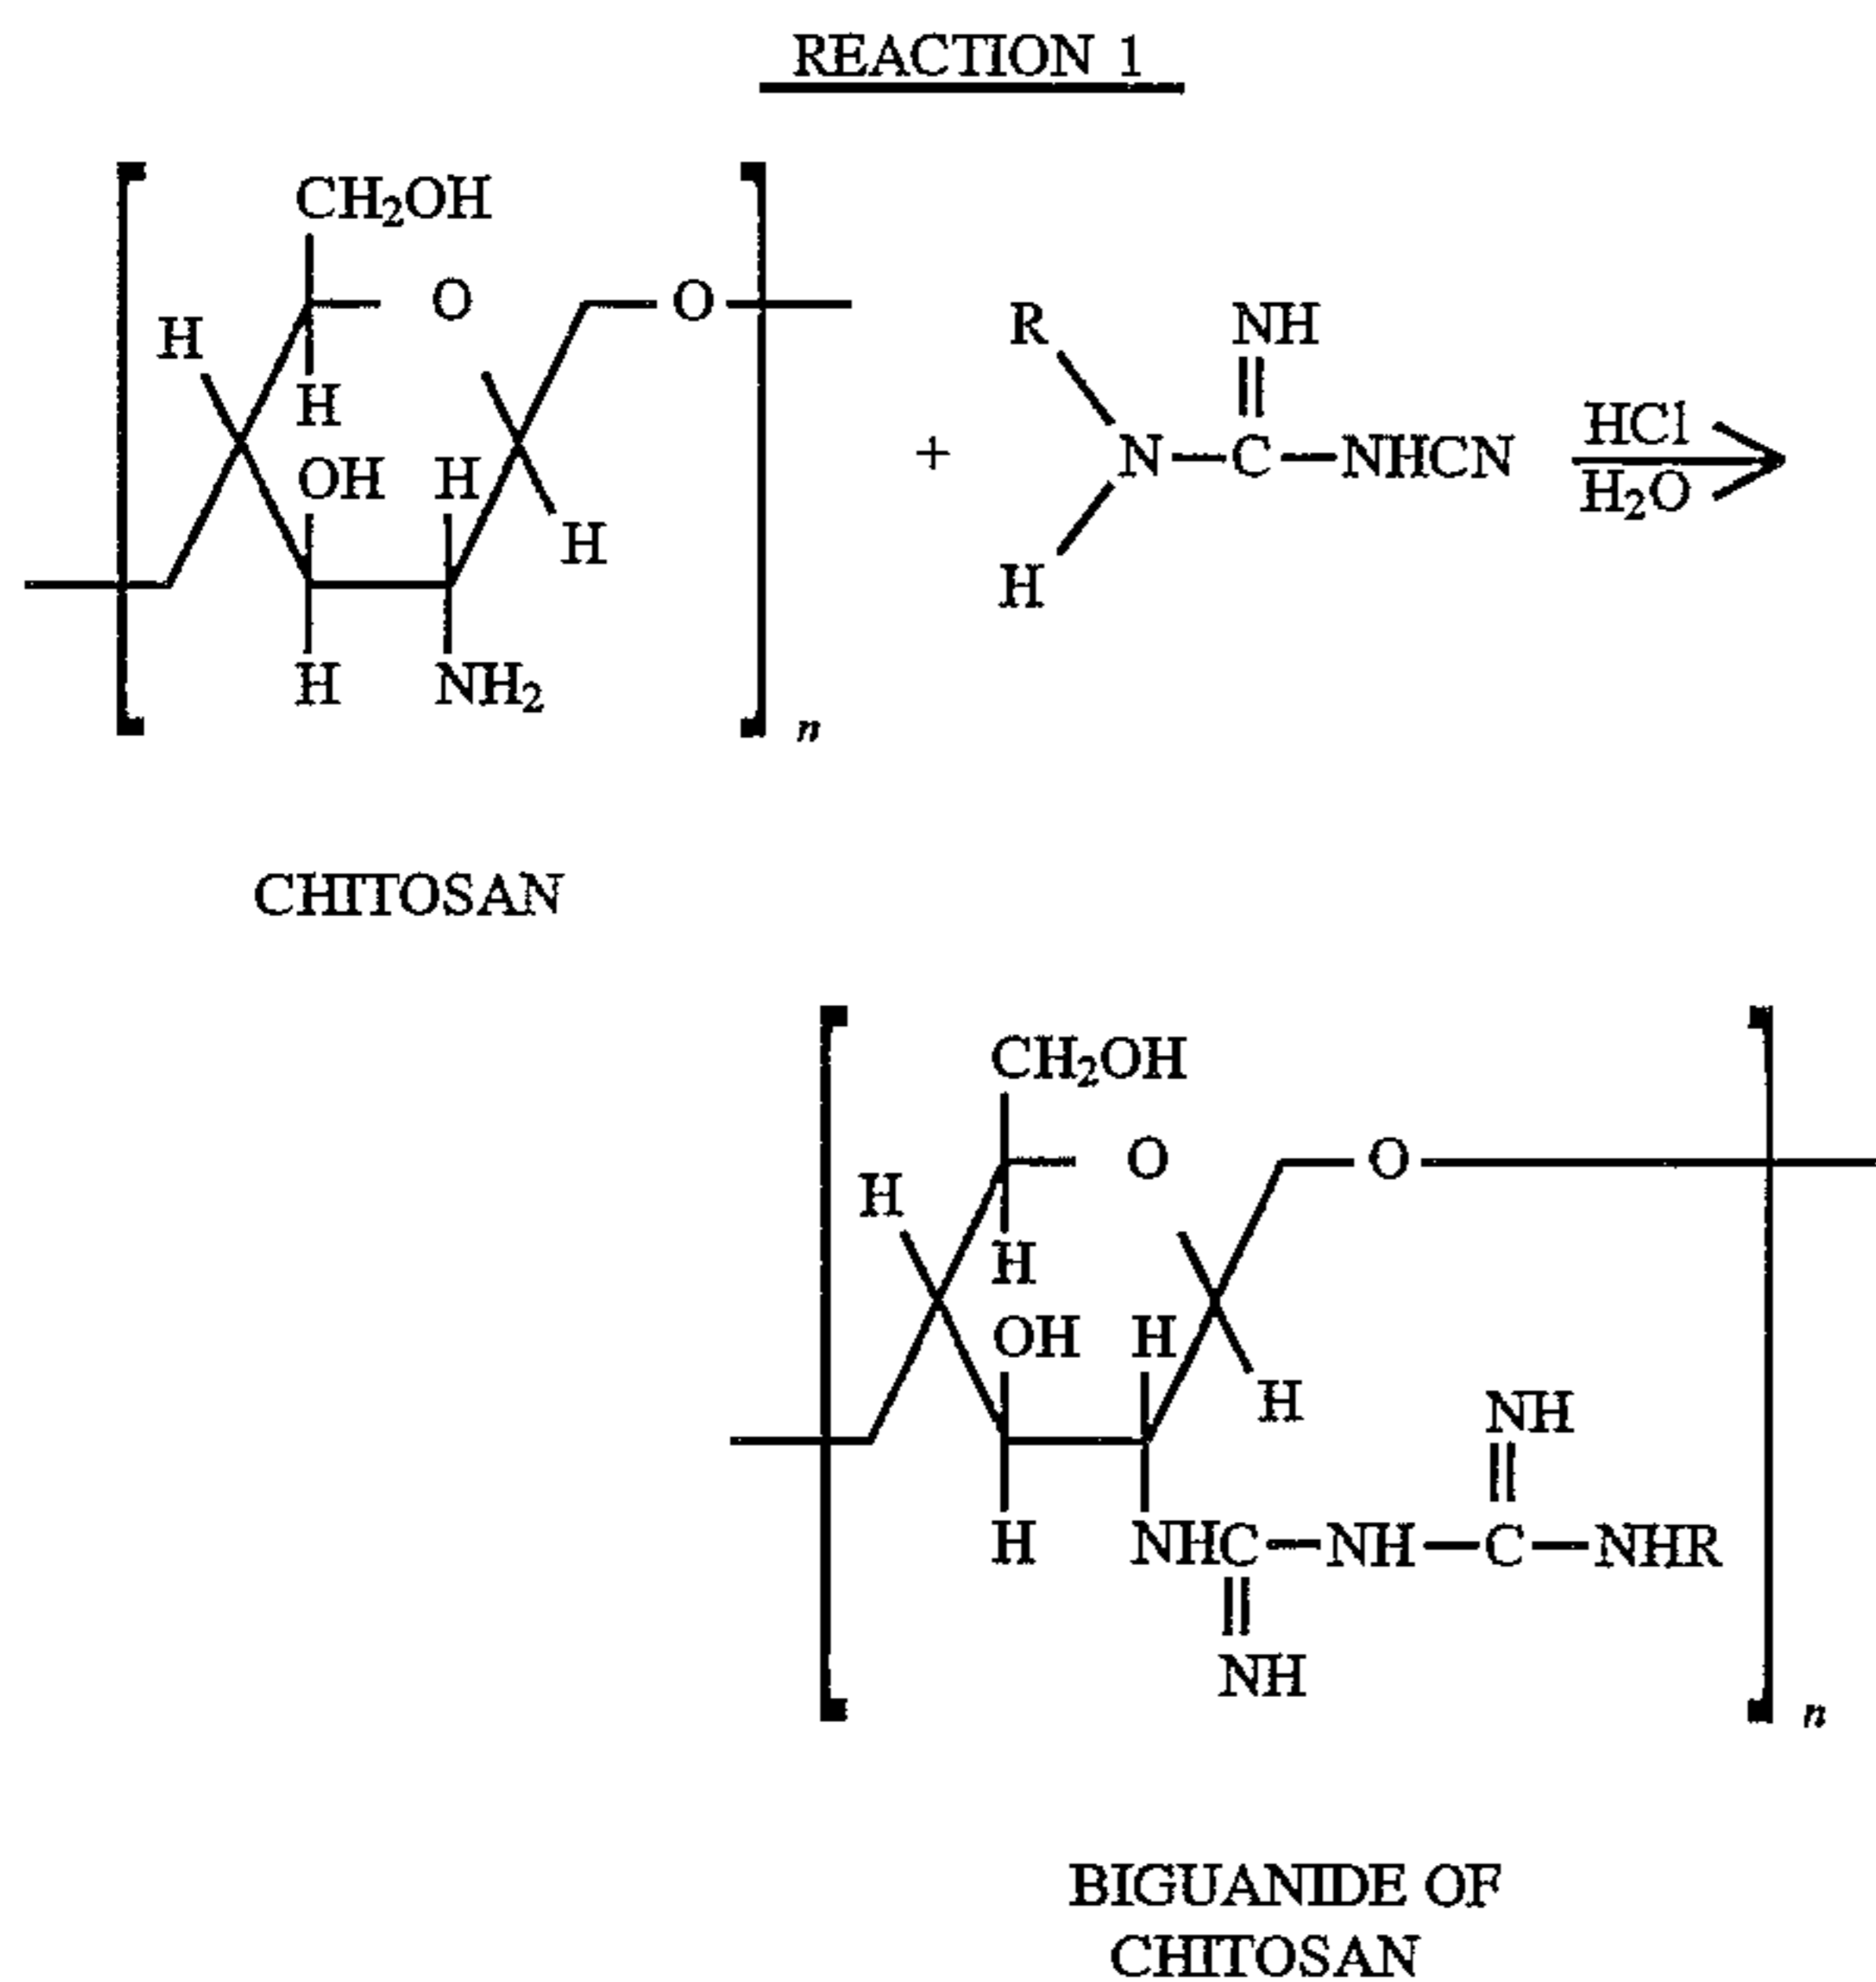 REACTION 1
CH2OH
O
O
H
H
OH
H
H
H
NH2
n
+
R
NH
N
C
NHCN
H
HCl
H2O
CHITOSAN
CH2OH
O
O
H
H
OH
H
H
NH
H
NHC
NH
C
NHR
NH
n
BIGUANIDE OF
CHITOSAN